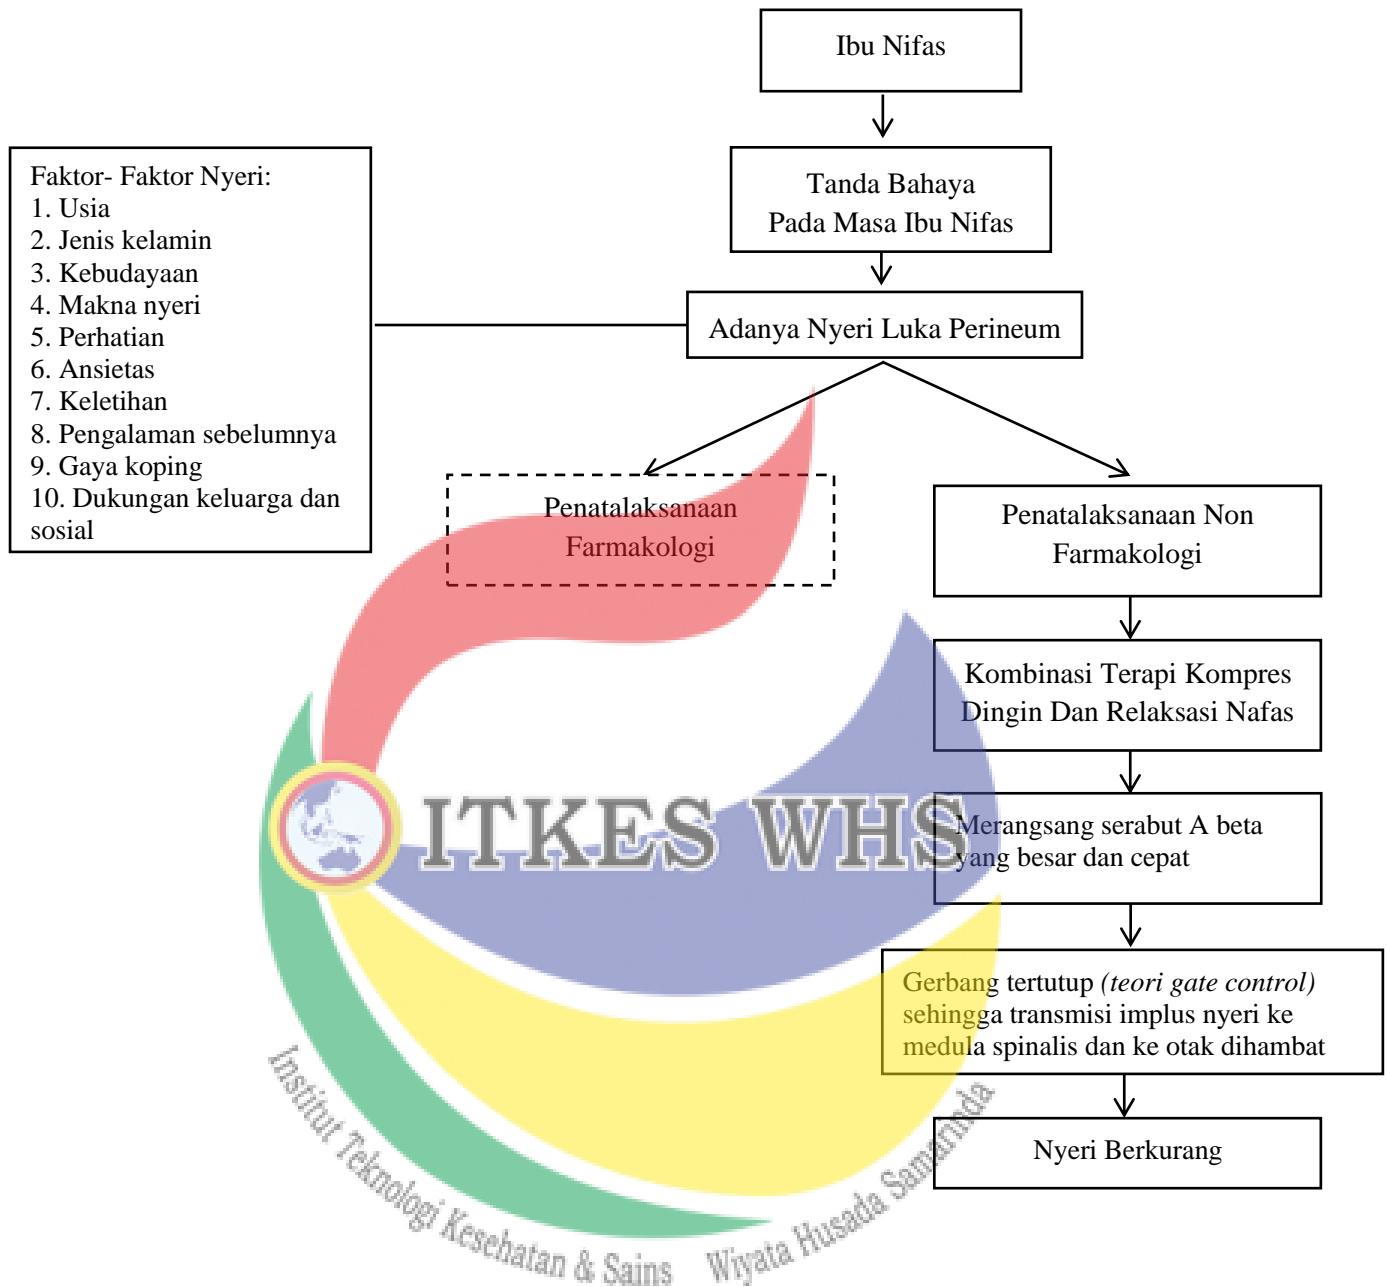 Ibu Nifas
Tanda Bahaya
Pada Masa Ibu Nifas
Faktor- Faktor Nyeri:
1. Usia
2. Jenis kelamin
3. Kebudayaan
4. Makna nyeri
5. Perhatian
6. Ansietas
7. Keletihan
8. Pengalaman sebelumnya
9. Gaya koping
10. Dukungan keluarga dan
sosial
Adanya Nyeri Luka Perineum
Penatalaksanaan
Farmakologi
Penatalaksanaan Non
Farmakologi
Kombinasi Terapi Kompres
Dingin Dan Relaksasi Nafas
ITKES WHS
Merangsang serabut A beta
yang besar dan cepat
Gerbang tertutup (teori gate control)
sehingga transmisi implus nyeri ke
medula spinalis dan ke otak dihambat
Nyeri Berkurang
Institut Teknologi Kesehatan & Sains Wiyata Husada Samarinda